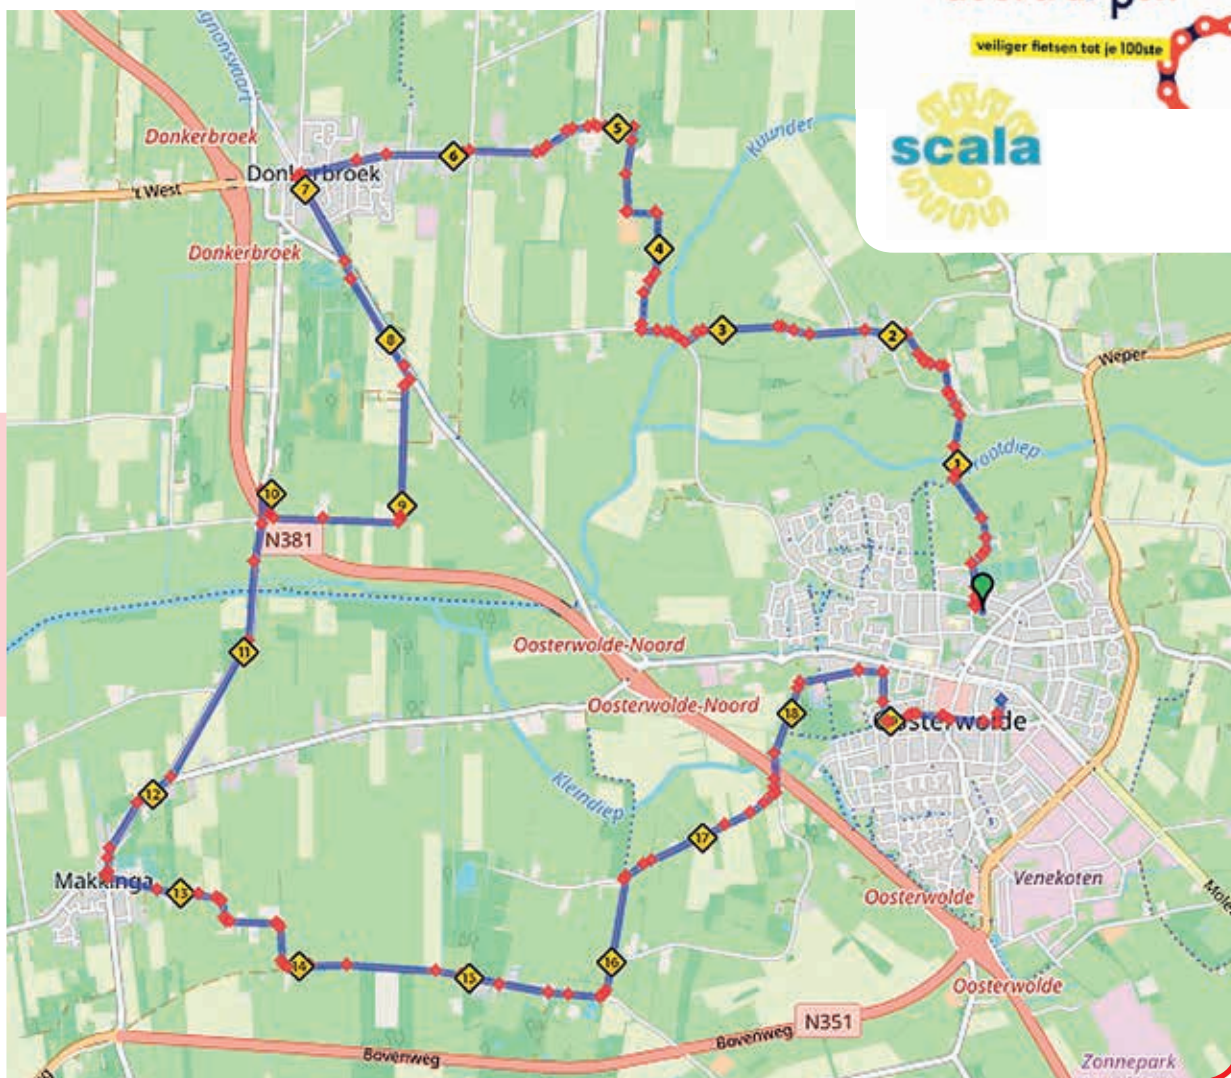 veiliger fietsen tot je 100ste
scala
Donkerbroek
Donkerbroek
't West
Donkerbroek
Kuunder
Weper
N381
Oosterwolde-Noord
Oosterwolde-Noord
Oosterwolde
Kleindiep
Makkinga
Venekoten
Oosterwolde
Oosterwolde
N351
Bovenweg
Bovenweg
Zonnepark
1
2
3
4
5
6
7
8
9
10
11
12
13
14
15
16
17
18